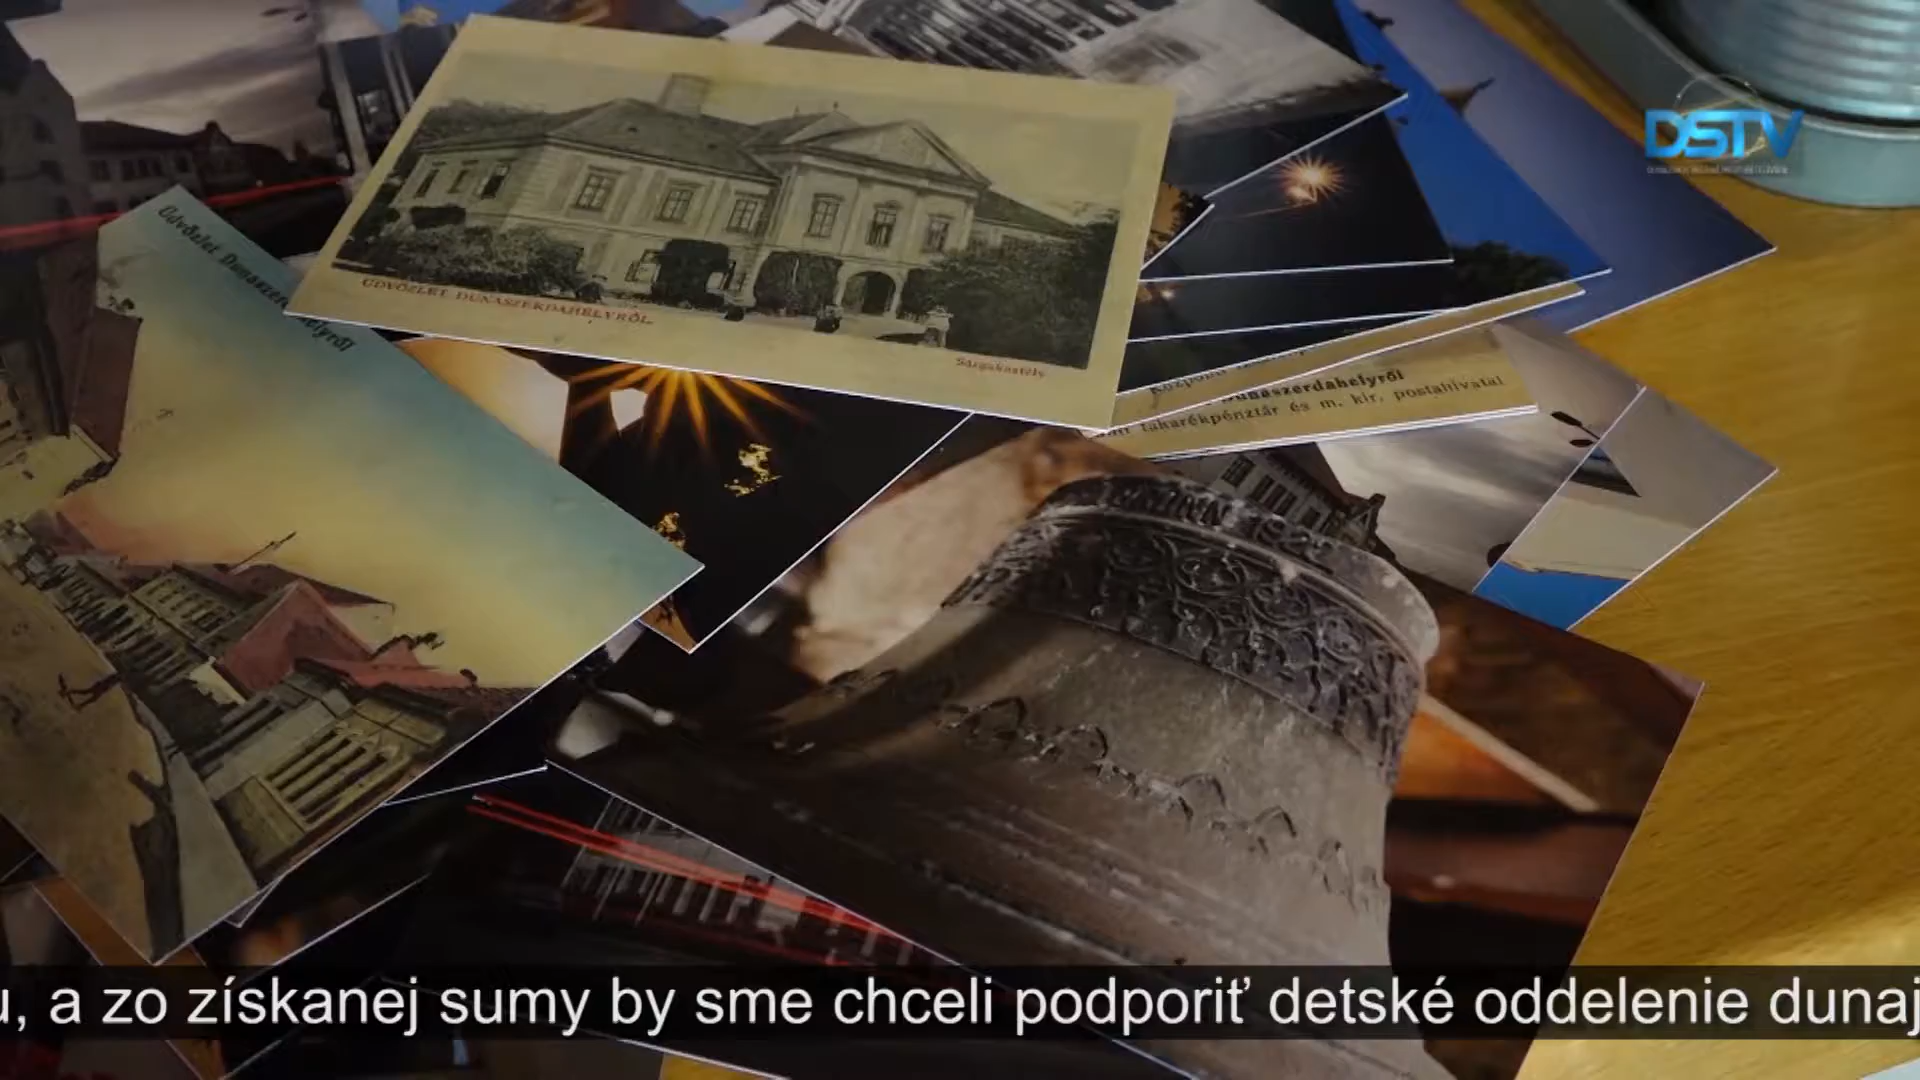 DSTV
Üdvözlet Dunaszerdahelyről
ÜDVÖZLET DUNASZERDAHELYRŐL.
Sárgakastély
Központi
Dunaszerdahelyről
takarékpénztár és m. kir. postahivatal
, a zo získanej sumy by sme chceli podporiť detské oddelenie dunaj